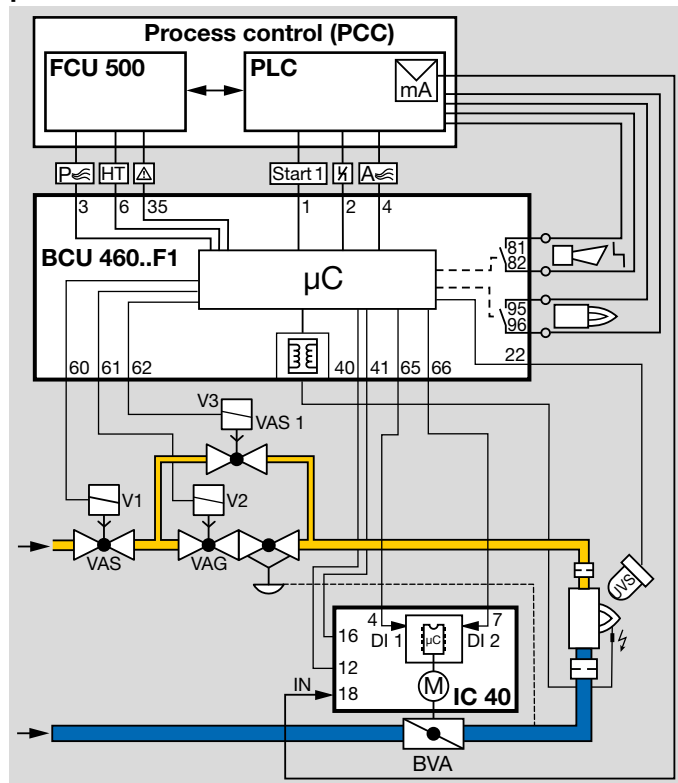 Process control (PCC)
FCU 500
PLC
mA
P
HT
Start 1
A
3
6
35
1
2
4
BCU 460..F1
µC
81
82
95
96
60
61
62
40
41
65
66
22
V3
VAS 1
V1
V2
VAS
VAG
UVS
4
7
16
DI 1
µC
DI 2
12
IN
18
M
IC 40
BVA